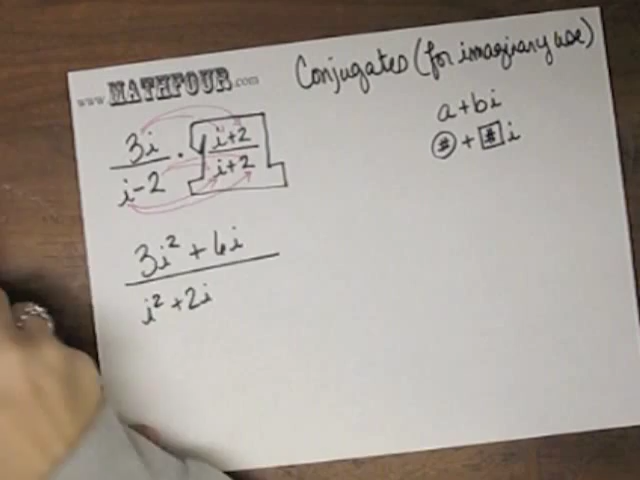 www.MATHFOUR.com
Conjugates (for imaginary use)
a+bi
# + # i
3i/i-2 · i+2/i+2
3i² + 6i
i² + 2i